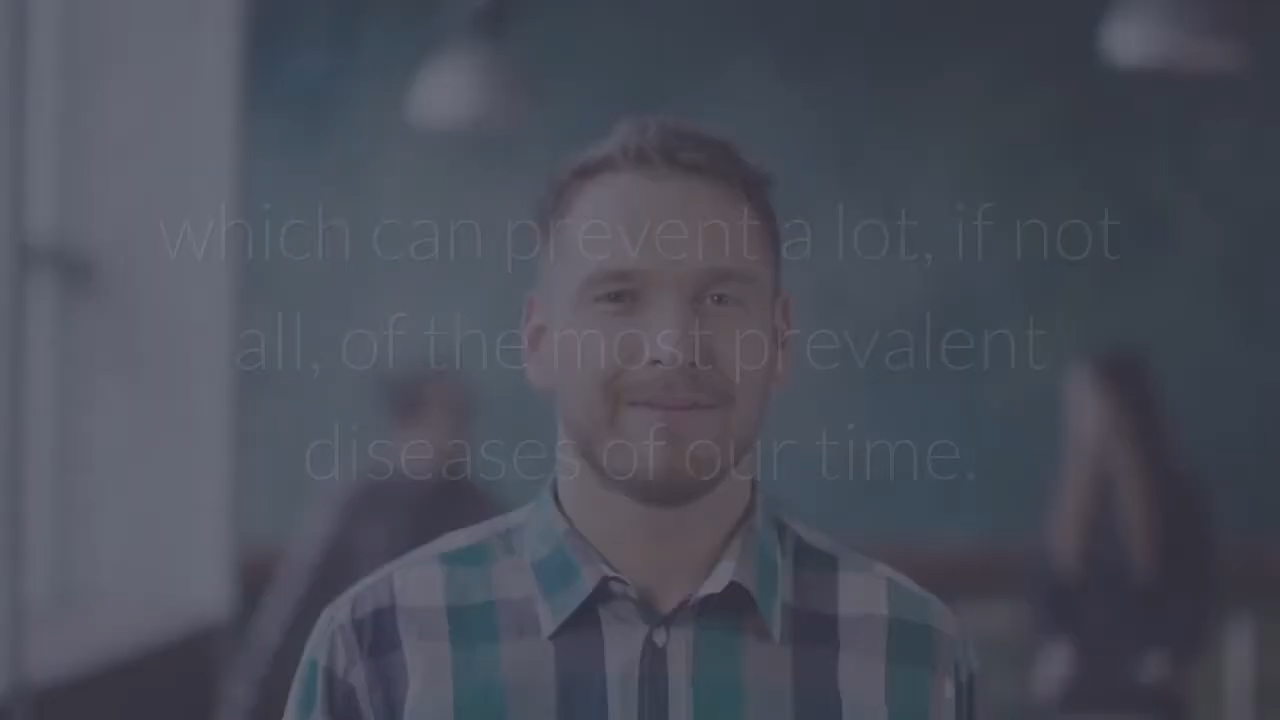 which can prevent a lot, if not
all, of the most prevalent
diseases of our time.